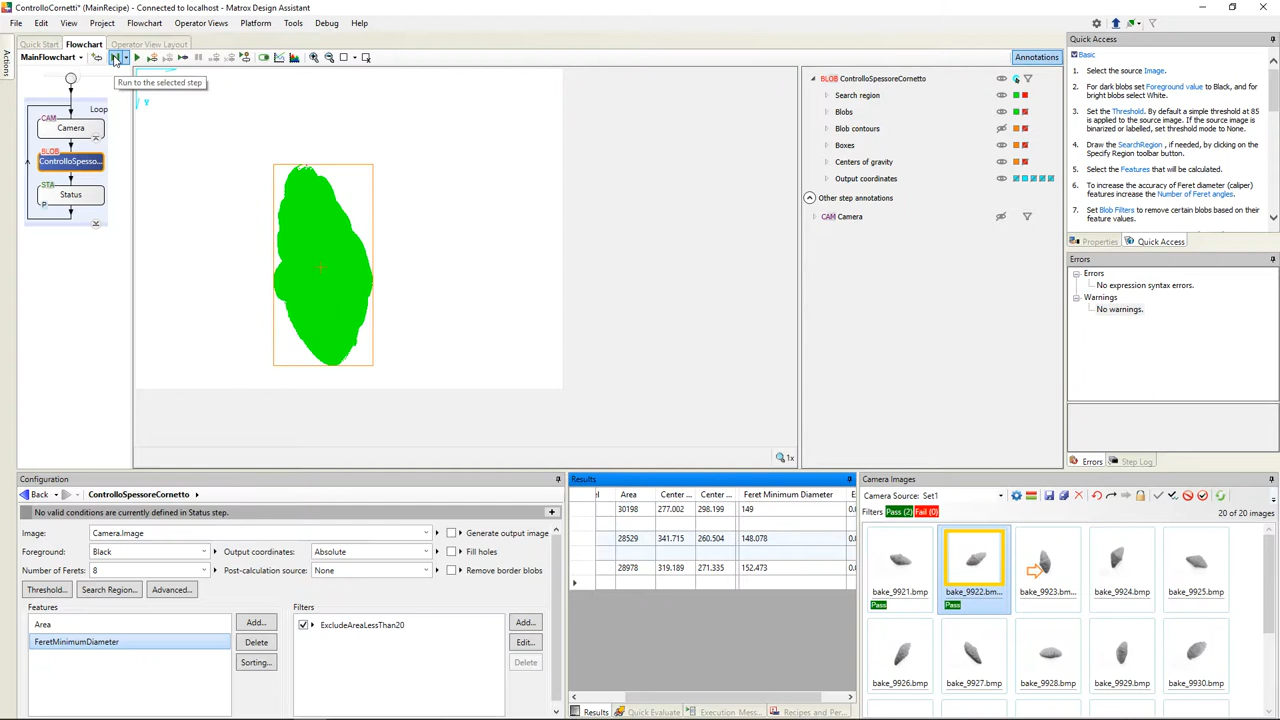 ControlloCornetti* (MainRecipe) - Connected to localhost - Matrox Design Assistant
File Edit View Project Flowchart Operator Views Platform Tools Debug Help
Quick Start Flowchart Operator View Layout
MainFlowchart
Annotations
Run to the selected step
Actions
Y
Loop
CAM
Camera
BLOB
ControlloSpesso...
STA
Status
P
1x
BLOB ControlloSpessoreCornetto
Search region
Blobs
Blob contours
Boxes
Centers of gravity
Output coordinates
Other step annotations
CAM Camera
Quick Access
Basic
1. Select the source Image.
2. For dark blobs set Foreground value to Black, and for
bright blobs select White.
3. Set the Threshold. By default a simple threshold at 85
is applied to the source image. If the source image is
binarized or labelled, set threshold mode to None.
4. Draw the SearchRegion , if needed, by clicking on the
Specify Region toolbar button.
5. Select the Features that will be calculated.
6. To increase the accuracy of Feret diameter (caliper)
features increase the Number of Feret angles.
7. Set Blob Filters to remove certain blobs based on their
feature values.
Properties Quick Access
Errors
Errors
No expression syntax errors.
Warnings
No warnings.
Errors Step Log
Configuration
Back ControlloSpessoreCornetto
No valid conditions are currently defined in Status step.
Image: Camera.Image Generate output image
Foreground: Black Output coordinates: Absolute Fill holes
Number of Ferets: 8 Post-calculation source: None Remove border blobs
Threshold... Search Region... Advanced...
Features
Area
FeretMinimumDiameter
Add...
Delete
Sorting...
Filters
ExcludeAreaLessThan20
Add...
Edit...
Delete
Results
Area Center ... Center ... Feret Minimum Diameter
30198 277.002 298.199 149
28529 341.715 260.504 148.078
28978 319.189 271.335 152.473
Results Quick Evaluate Execution Mess... Recipes and Per...
Camera Images
Camera Source: Set1
Filters Pass (2) Fail (0) 20 of 20 images
bake_9921.bmp bake_9922.bm... bake_9923.bm... bake_9924.bmp bake_9925.bmp
Pass Pass
bake_9926.bmp bake_9927.bmp bake_9928.bmp bake_9929.bmp bake_9930.bmp